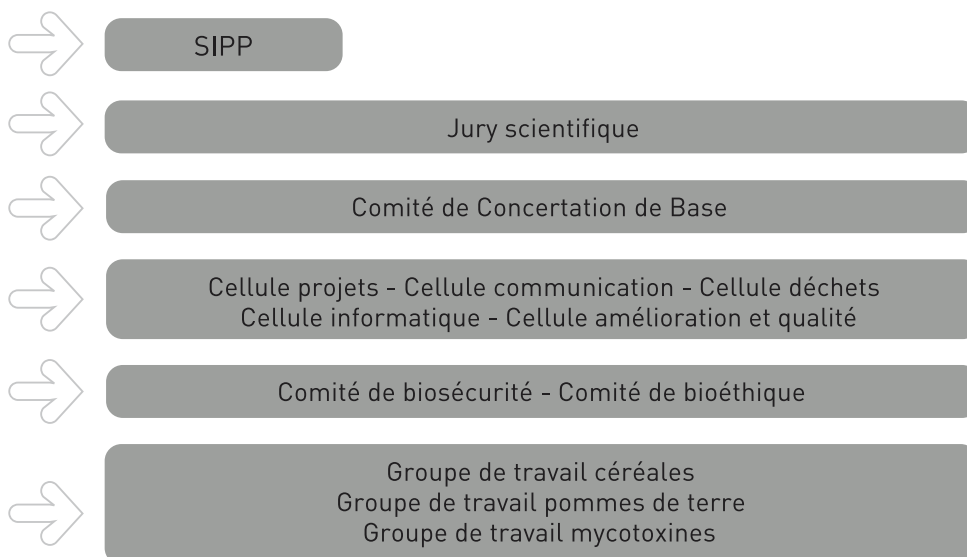 SIPP
Jury scientifique
Comité de Concertation de Base
Cellule projets - Cellule communication - Cellule déchets
Cellule informatique - Cellule amélioration et qualité
Comité de biosécurité - Comité de bioéthique
Groupe de travail céréales
Groupe de travail pommes de terre
Groupe de travail mycotoxines